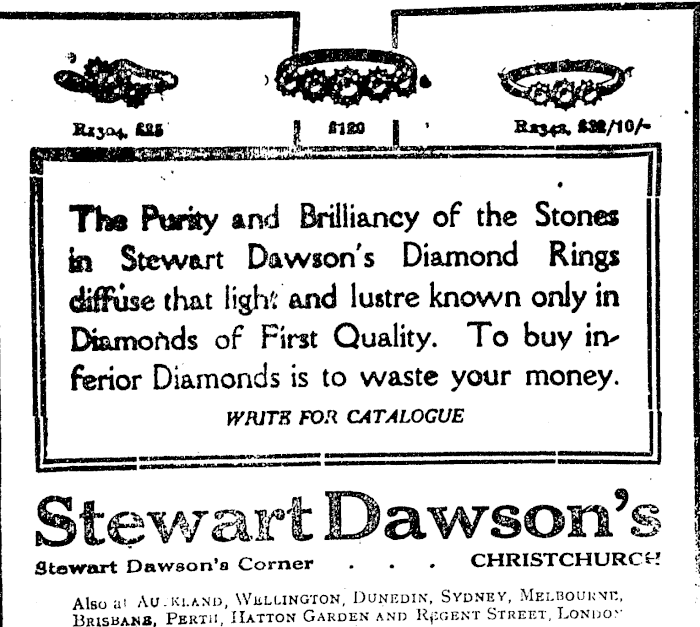 R1304, £25
£120
R1342, £32/10/-
The Purity and Brilliancy of the Stones
in Stewart Dawson's Diamond Rings
diffuse that light and lustre known only in
Diamonds of First Quality. To buy in-
ferior Diamonds is to waste your money.
WRITE FOR CATALOGUE
Stewart Dawson's
Stewart Dawson's Corner . . . CHRISTCHURCH
Also at AUCKLAND, WELLINGTON, DUNEDIN, SYDNEY, MELBOURNE,
BRISBANE, PERTH, HATTON GARDEN AND REGENT STREET, LONDON